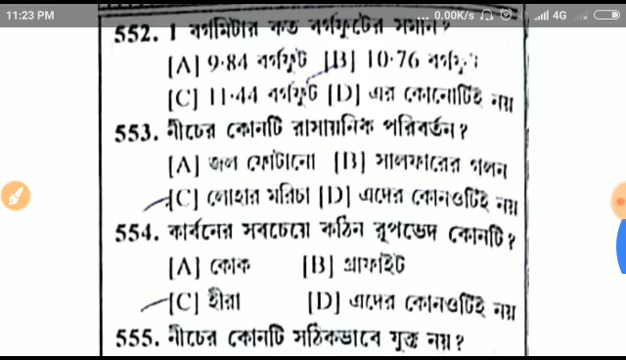 11:23 PM ... 0.00K/s 4G
552. 1 বর্গমিটার কত বর্গফুটের সমান?
[A] 9·84 বর্গফুট [B] 10·76
[C] 11·44 বর্গফুট [D] এর কোনোটিই নয়
553. নীচের কোনটি রাসায়নিক পরিবর্তন?
[A] জল ফোটানো [B] সালফারের গলন
[C] লোহার মরিচা [D] এদের কোনওটিই নয়
554. কার্বনের সবচেয়ে কঠিন রূপভেদ কোনটি?
[A] কোক [B] গ্রাফাইট
[C] হীরা [D] এদের কোনওটিই নয়
555. নীচের কোনটি সঠিকভাবে যুক্ত নয়?